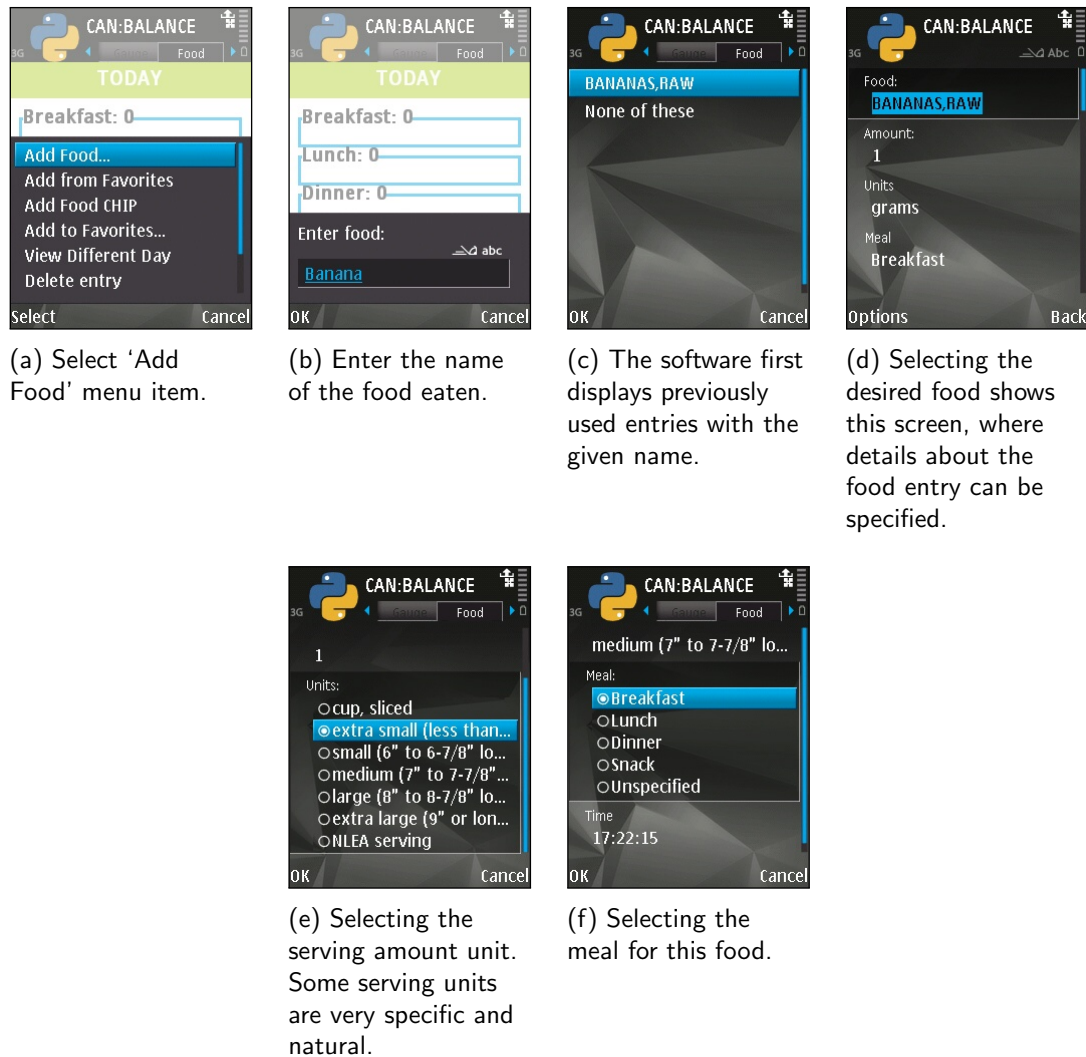 CAN:BALANCE
3G
Gauge
Food
TODAY
Breakfast: 0
Add Food...
Add from Favorites
Add Food CHIP
Add to Favorites...
View Different Day
Delete entry
Select Cancel
(a) Select ‘Add
Food’ menu item.
CAN:BALANCE
3G
Gauge
Food
TODAY
Breakfast: 0
Lunch: 0
Dinner: 0
Enter food:
abc
Banana
OK Cancel
(b) Enter the name
of the food eaten.
CAN:BALANCE
3G
Gauge
Food
BANANAS,RAW
None of these
OK Cancel
(c) The software first
displays previously
used entries with the
given name.
CAN:BALANCE
3G
Abc
Food:
BANANAS,RAW
Amount:
1
Units
grams
Meal
Breakfast
Options Back
(d) Selecting the
desired food shows
this screen, where
details about the
food entry can be
specified.
CAN:BALANCE
3G
Gauge
Food
1
Units:
cup, sliced
extra small (less than...
small (6" to 6-7/8" lo...
medium (7" to 7-7/8"...
large (8" to 8-7/8" lo...
extra large (9" or lon...
NLEA serving
OK Cancel
(e) Selecting the
serving amount unit.
Some serving units
are very specific and
natural.
CAN:BALANCE
3G
Gauge
Food
medium (7" to 7-7/8" lo...
Meal:
Breakfast
Lunch
Dinner
Snack
Unspecified
Time
17:22:15
OK Cancel
(f) Selecting the
meal for this food.